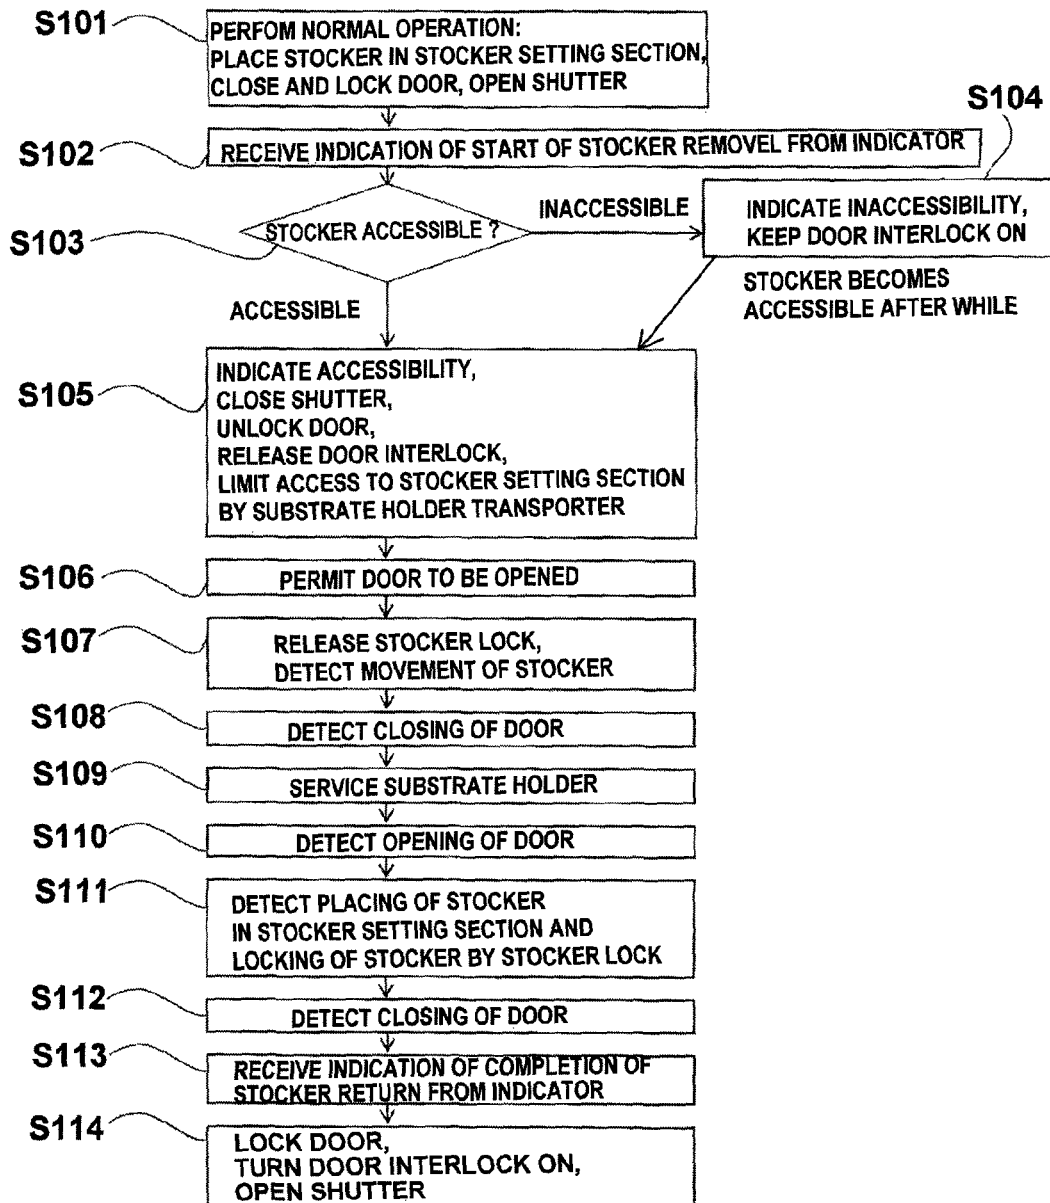 S101
PERFOM NORMAL OPERATION:
PLACE STOCKER IN STOCKER SETTING SECTION,
CLOSE AND LOCK DOOR, OPEN SHUTTER
S102
RECEIVE INDICATION OF START OF STOCKER REMOVEL FROM INDICATOR
S103
STOCKER ACCESSIBLE ?
INACCESSIBLE
S104
INDICATE INACCESSIBILITY,
KEEP DOOR INTERLOCK ON
STOCKER BECOMES
ACCESSIBLE AFTER WHILE
ACCESSIBLE
S105
INDICATE ACCESSIBILITY,
CLOSE SHUTTER,
UNLOCK DOOR,
RELEASE DOOR INTERLOCK,
LIMIT ACCESS TO STOCKER SETTING SECTION
BY SUBSTRATE HOLDER TRANSPORTER
S106
PERMIT DOOR TO BE OPENED
S107
RELEASE STOCKER LOCK,
DETECT MOVEMENT OF STOCKER
S108
DETECT CLOSING OF DOOR
S109
SERVICE SUBSTRATE HOLDER
S110
DETECT OPENING OF DOOR
S111
DETECT PLACING OF STOCKER
IN STOCKER SETTING SECTION AND
LOCKING OF STOCKER BY STOCKER LOCK
S112
DETECT CLOSING OF DOOR
S113
RECEIVE INDICATION OF COMPLETION OF
STOCKER RETURN FROM INDICATOR
S114
LOCK DOOR,
TURN DOOR INTERLOCK ON,
OPEN SHUTTER